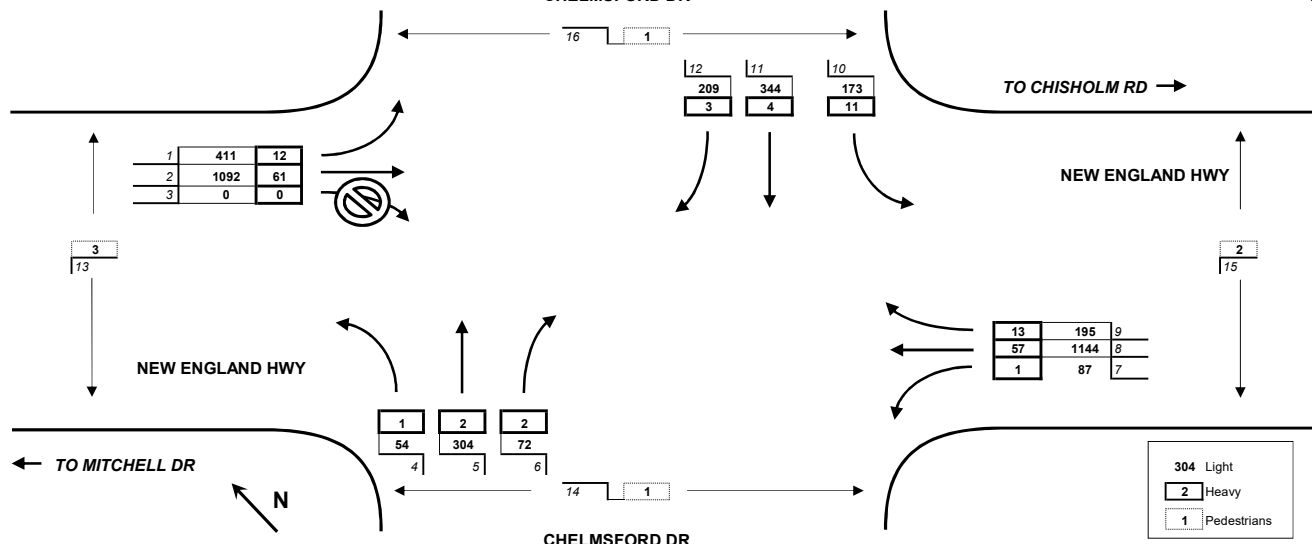 CHELMSFORD DR
16 1
12 11 10
209 344 173
3 4 11
TO CHISHOLM RD
1 411 12
2 1092 61
3 0 0
NEW ENGLAND HWY
3
13
2
15
13 195 9
57 1144 8
1 87 7
NEW ENGLAND HWY
1 2 2
54 304 72
4 5 6
TO MITCHELL DR
N
14 1
304 Light
2 Heavy
1 Pedestrians
CHELMSFORD DR